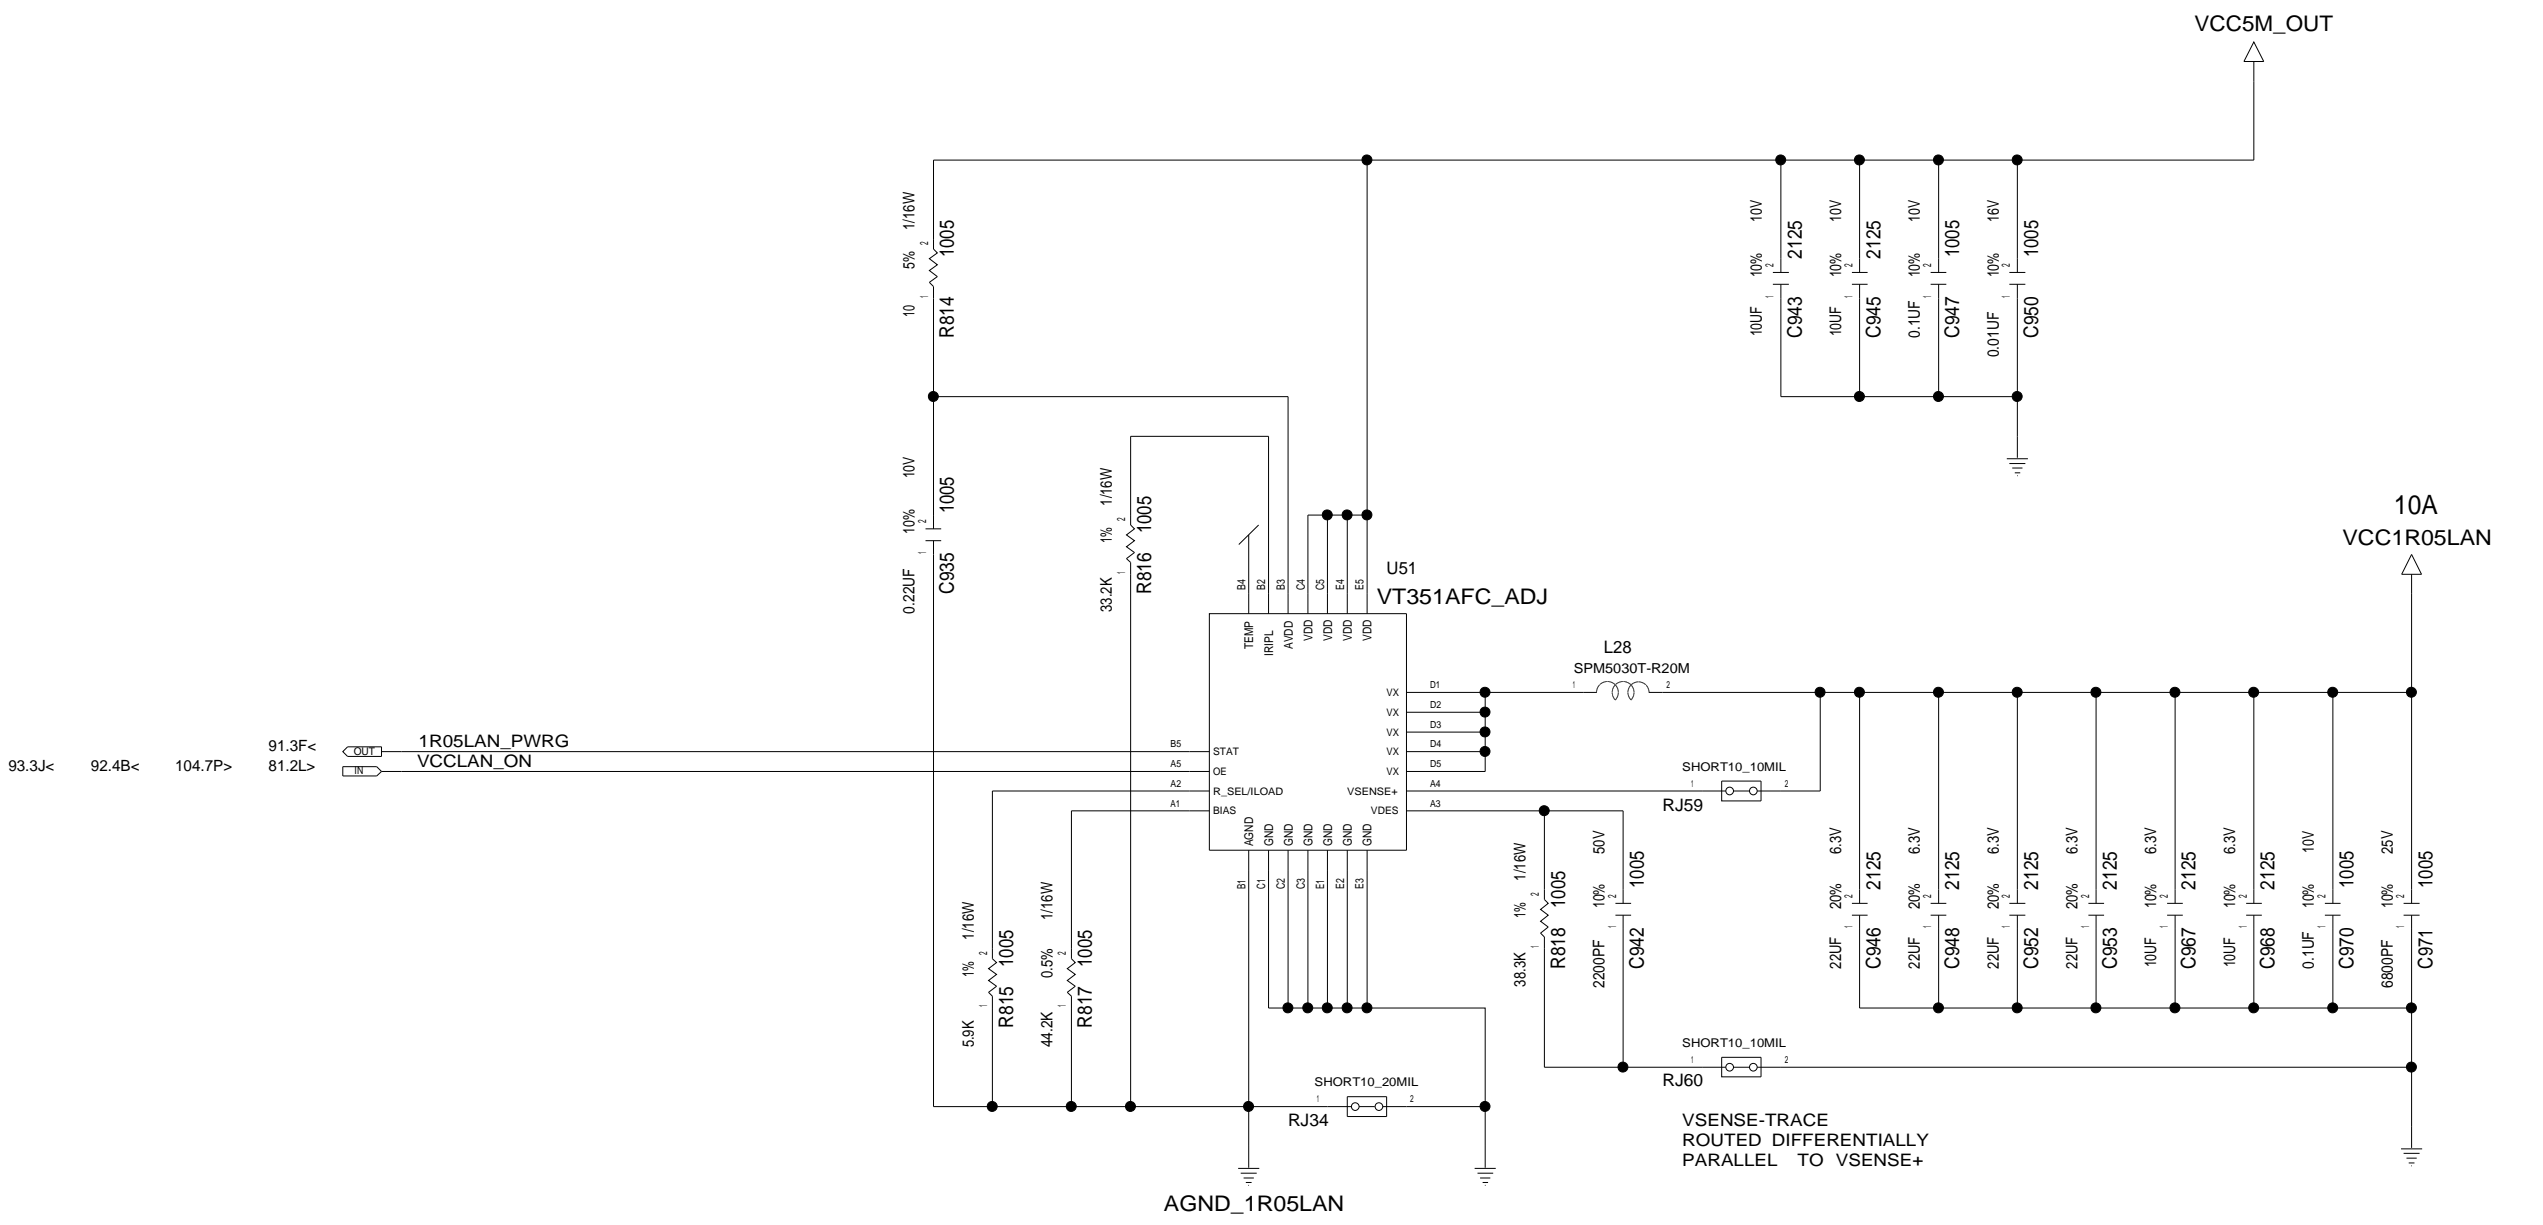 VCC5M_OUT
10 5% 1/16W
R814 1005
10UF 10% 10V
C943 2125
10UF 10% 10V
C945 2125
0.1UF 10% 10V
C947 1005
0.01UF 10% 16V
C950 1005
0.22UF 10% 10V
C935 1005
33.2K 1% 1/16W
R816 1005
10A
VCC1R05LAN
U51
VT351AFC_ADJ
B4 B2 B3 C4 C5 E4 E5
TEMP IRIPL AVDD VDD VDD VDD VDD
L28
SPM5030T-R20M
1 2
VX D1
VX D2
VX D3
VX D4
VX D5
VSENSE+ A4
VDES A3
91.3F< OUT 1R05LAN_PWRG B5 STAT
93.3J< 92.4B< 104.7P> 81.2L> IN VCCLAN_ON A5 OE
A2 R_SEL/ILOAD
A1 BIAS
AGND GND GND GND GND GND GND
B1 C1 C2 C3 E1 E2 E3
SHORT10_10MIL
1 2
RJ59
5.9K 1% 1/16W
R815 1005
44.2K 0.5% 1/16W
R817 1005
38.3K 1% 1/16W
R818 1005
2200PF 10% 50V
C942 1005
22UF 20% 6.3V
C946 2125
22UF 20% 6.3V
C948 2125
22UF 20% 6.3V
C952 2125
22UF 20% 6.3V
C953 2125
10UF 10% 6.3V
C967 2125
10UF 10% 6.3V
C968 2125
0.1UF 10% 10V
C970 1005
6800PF 10% 25V
C971 1005
SHORT10_10MIL
1 2
RJ60
SHORT10_20MIL
1 2
RJ34
VSENSE-TRACE
ROUTED DIFFERENTIALLY
PARALLEL TO VSENSE+
AGND_1R05LAN